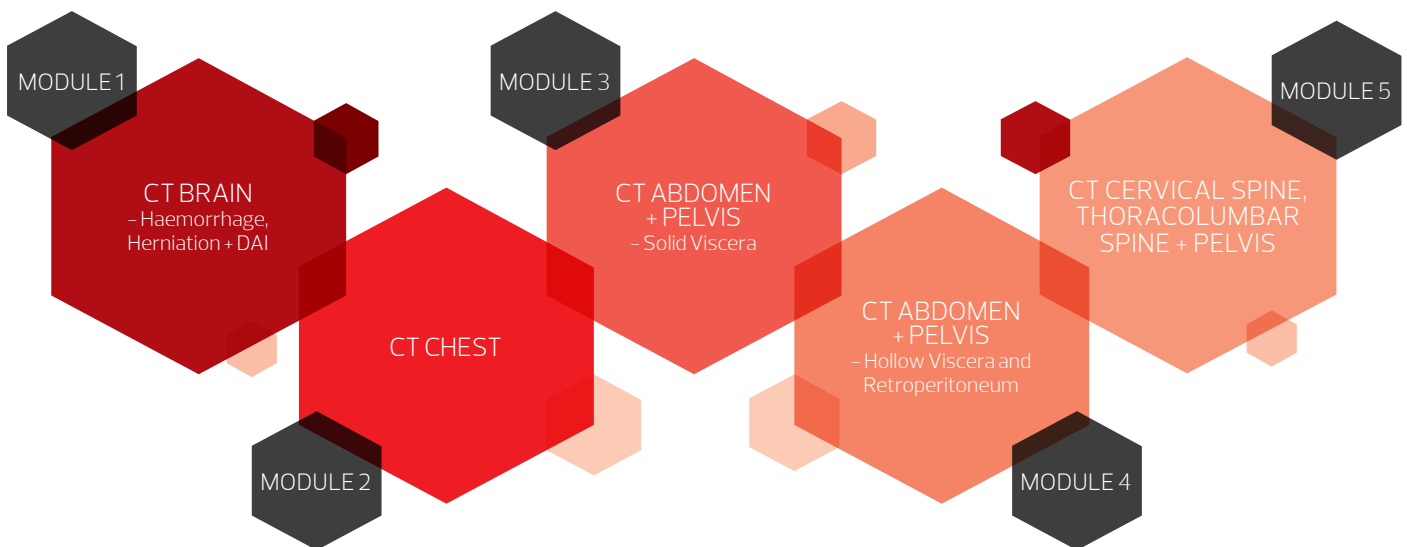 MODULE 1
CT BRAIN
– Haemorrhage,
Herniation + DAI
MODULE 2
CT CHEST
MODULE 3
CT ABDOMEN
+ PELVIS
– Solid Viscera
MODULE 4
CT ABDOMEN
+ PELVIS
– Hollow Viscera and
Retroperitoneum
MODULE 5
CT CERVICAL SPINE,
THORACOLUMBAR
SPINE + PELVIS